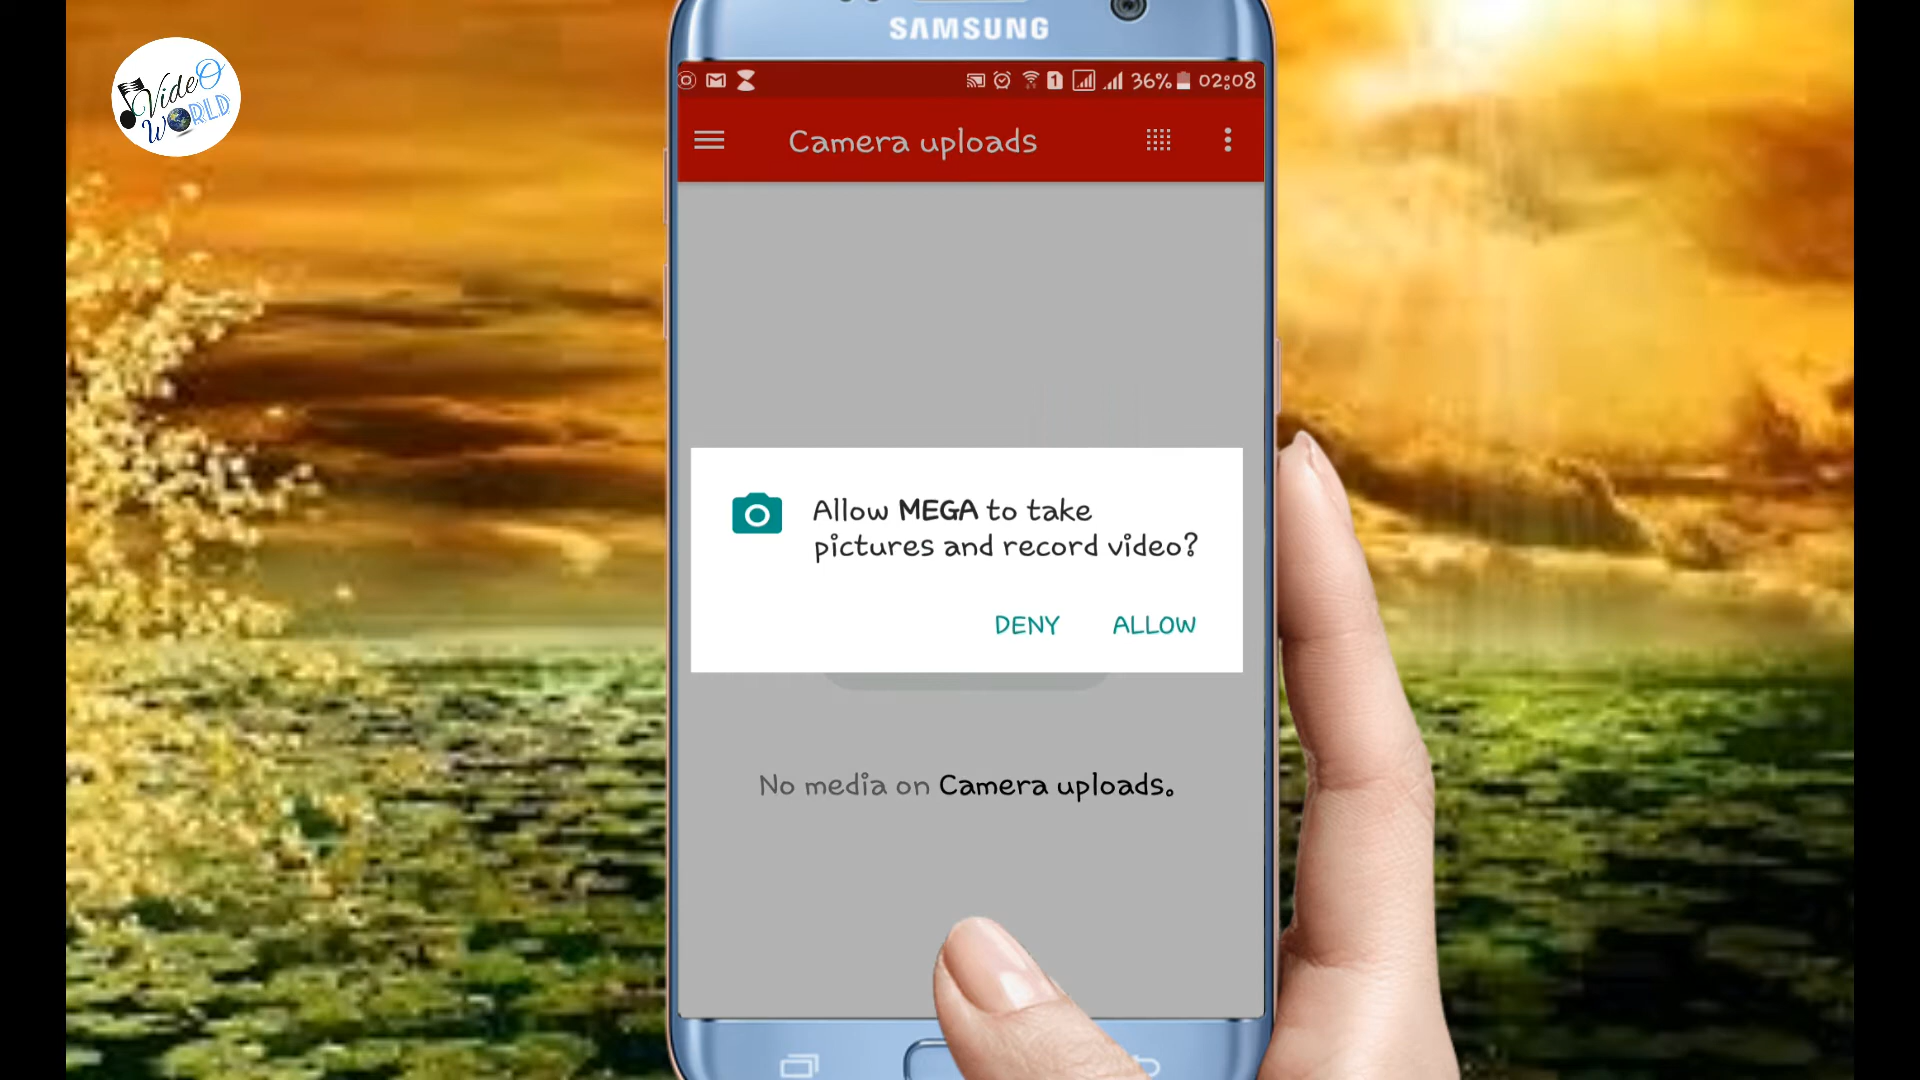 VideO
WORLD
SAMSUNG
1 36% 02:08
Camera uploads
Allow MEGA to take
pictures and record video?
DENY ALLOW
No media on Camera uploads.